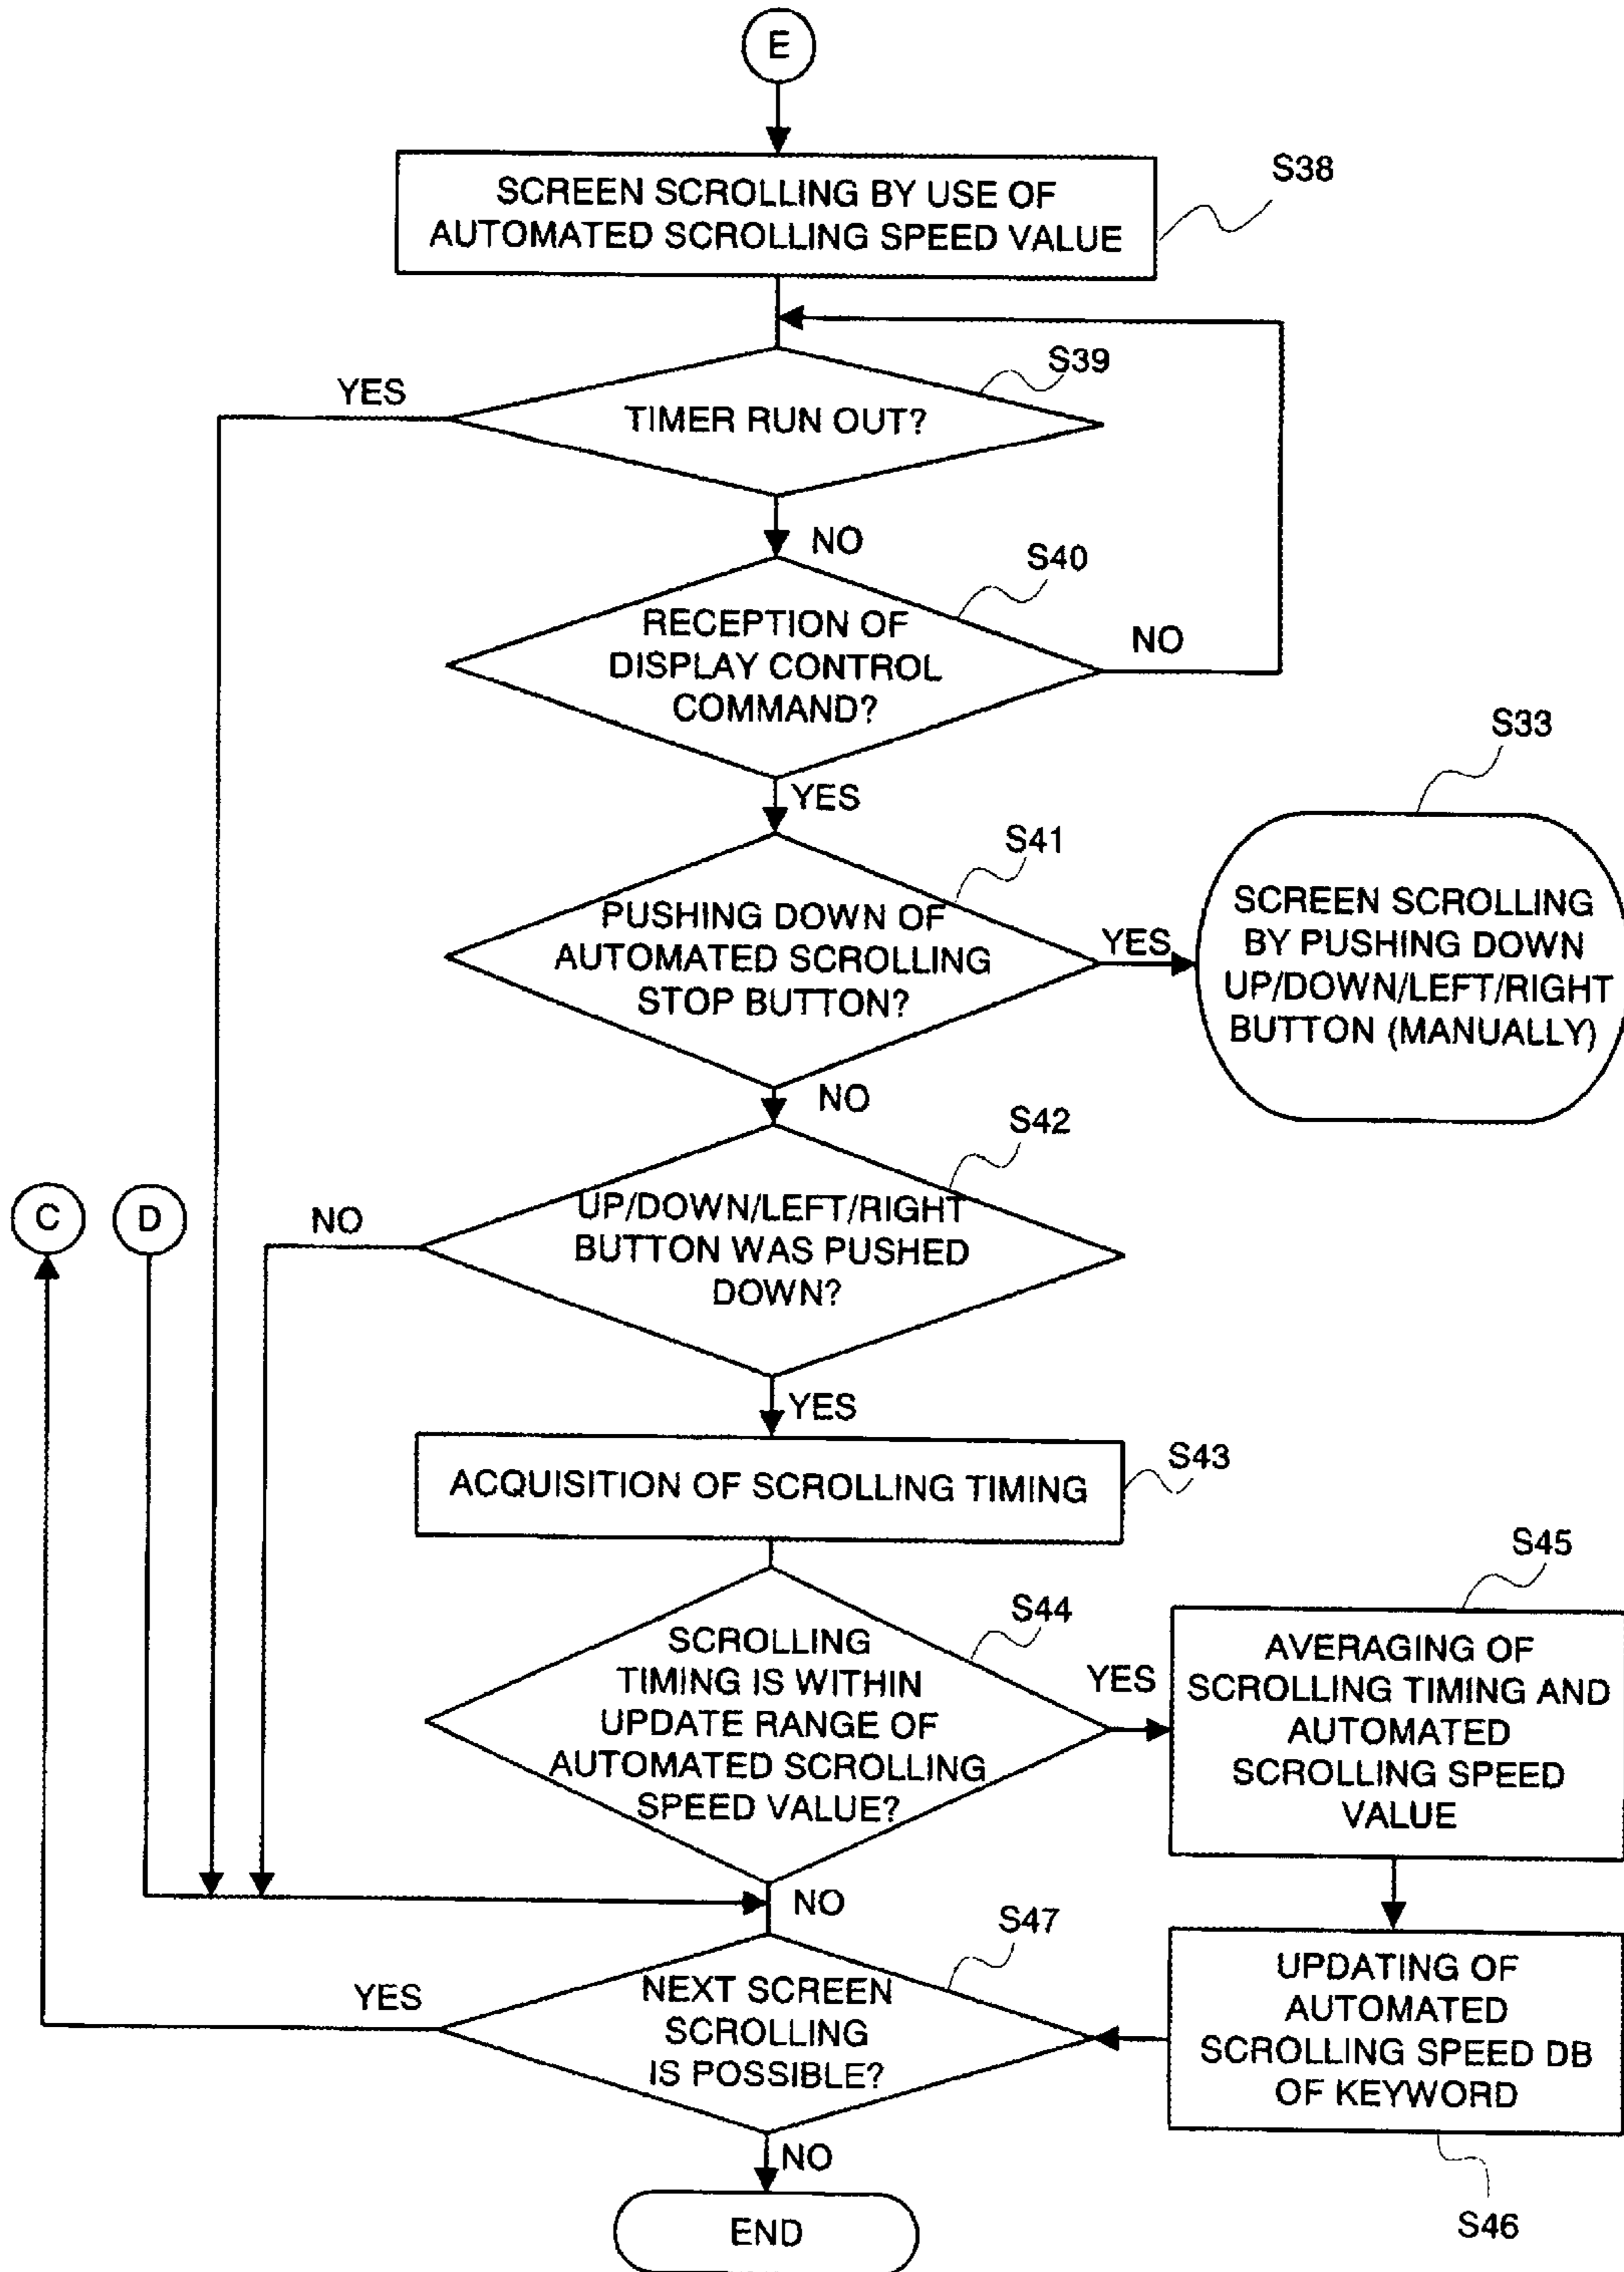 E
SCREEN SCROLLING BY USE OF
AUTOMATED SCROLLING SPEED VALUE
S38
TIMER RUN OUT?
S39
YES
NO
RECEPTION OF
DISPLAY CONTROL
COMMAND?
S40
NO
YES
PUSHING DOWN OF
AUTOMATED SCROLLING
STOP BUTTON?
S41
YES
SCREEN SCROLLING
BY PUSHING DOWN
UP/DOWN/LEFT/RIGHT
BUTTON (MANUALLY)
S33
NO
UP/DOWN/LEFT/RIGHT
BUTTON WAS PUSHED
DOWN?
S42
NO
C
D
YES
ACQUISITION OF SCROLLING TIMING
S43
SCROLLING
TIMING IS WITHIN
UPDATE RANGE OF
AUTOMATED SCROLLING
SPEED VALUE?
S44
YES
AVERAGING OF
SCROLLING TIMING AND
AUTOMATED
SCROLLING SPEED
VALUE
S45
NO
UPDATING OF
AUTOMATED
SCROLLING SPEED DB
OF KEYWORD
S46
NEXT SCREEN
SCROLLING
IS POSSIBLE?
S47
YES
NO
END